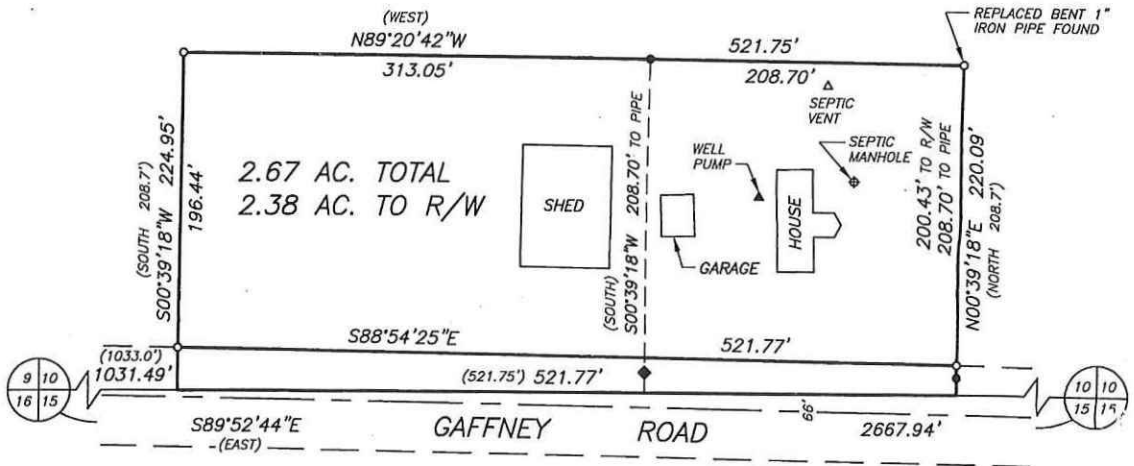 (WEST)
N89°20'42"W
521.75'
REPLACED BENT 1"
IRON PIPE FOUND
313.05'
208.70'
SEPTIC
VENT
SEPTIC
MANHOLE
WELL
PUMP
(SOUTH 208.7')
S00°39'18"W 224.95'
196.44'
2.67 AC. TOTAL
2.38 AC. TO R/W
SHED
(SOUTH)
S00°39'18"W 208.70' TO PIPE
GARAGE
HOUSE
200.43' TO R/W
208.70' TO PIPE
N00°39'18"E 220.09'
(NORTH 208.7')
S88°54'25"E
521.77'
(1033.0')
1031.49'
(521.75') 521.77'
9 10
16 15
10 10
15 15
S89°52'44"E
(EAST)
GAFFNEY ROAD
66'
2667.94'